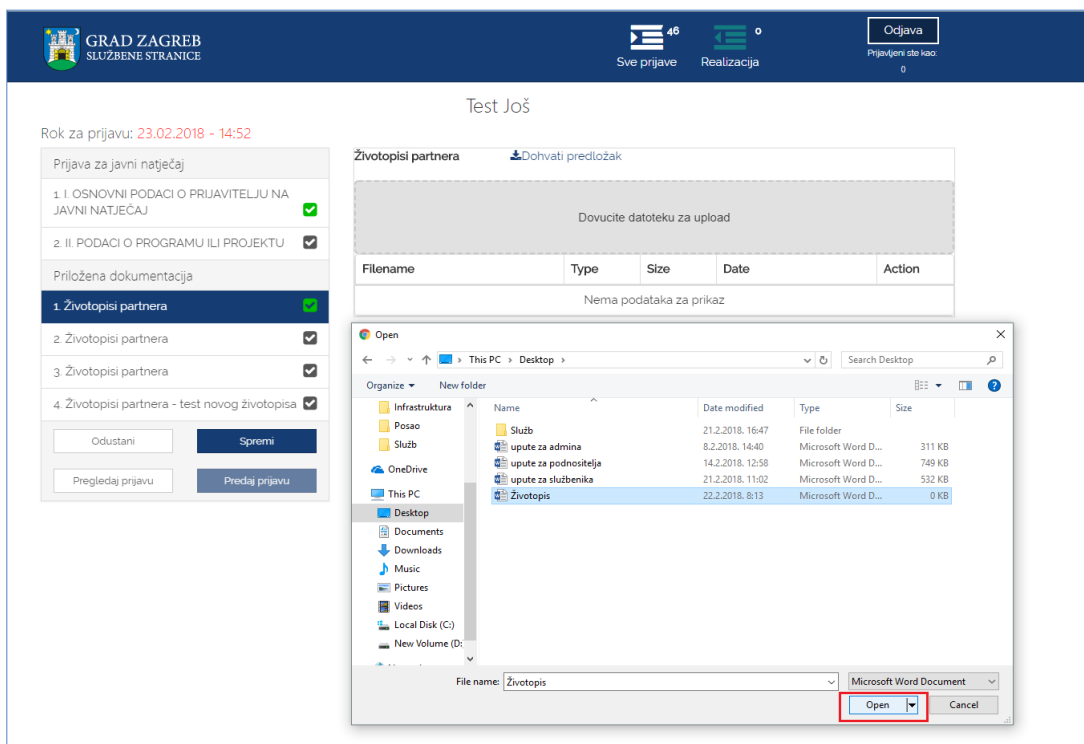 GRAD ZAGREB
SLUŽBENE STRANICE
46
Sve prijave
0
Realizacija
Odjava
Prijavljeni ste kao:
0
Test Još
Rok za prijavu: 23.02.2018 - 14:52
Prijava za javni natječaj
1. I. OSNOVNI PODACI O PRIJAVITELJU NA
JAVNI NATJEČAJ
2. II. PODACI O PROGRAMU ILI PROJEKTU
Priložena dokumentacija
1. Životopisi partnera
2. Životopisi partnera
3. Životopisi partnera
4. Životopisi partnera - test novog životopisa
Odustani Spremi
Pregledaj prijavu Predaj prijavu
Životopisi partnera Dohvati predložak
Dovucite datoteku za upload
Filename Type Size Date Action
Nema podataka za prikaz
Open
This PC > Desktop > Search Desktop
Organize New folder
Infrastruktura
Posao
Služb
OneDrive
This PC
Desktop
Documents
Downloads
Music
Pictures
Videos
Local Disk (C:)
New Volume (D:
Name Date modified Type Size
Služb 21.2.2018. 16:47 File folder
upute za admina 8.2.2018. 14:40 Microsoft Word D... 311 KB
upute za podnositelja 14.2.2018. 12:58 Microsoft Word D... 749 KB
upute za službenika 21.2.2018. 11:02 Microsoft Word D... 532 KB
Životopis 22.2.2018. 8:13 Microsoft Word D... 0 KB
File name: Životopis Microsoft Word Document
Open Cancel